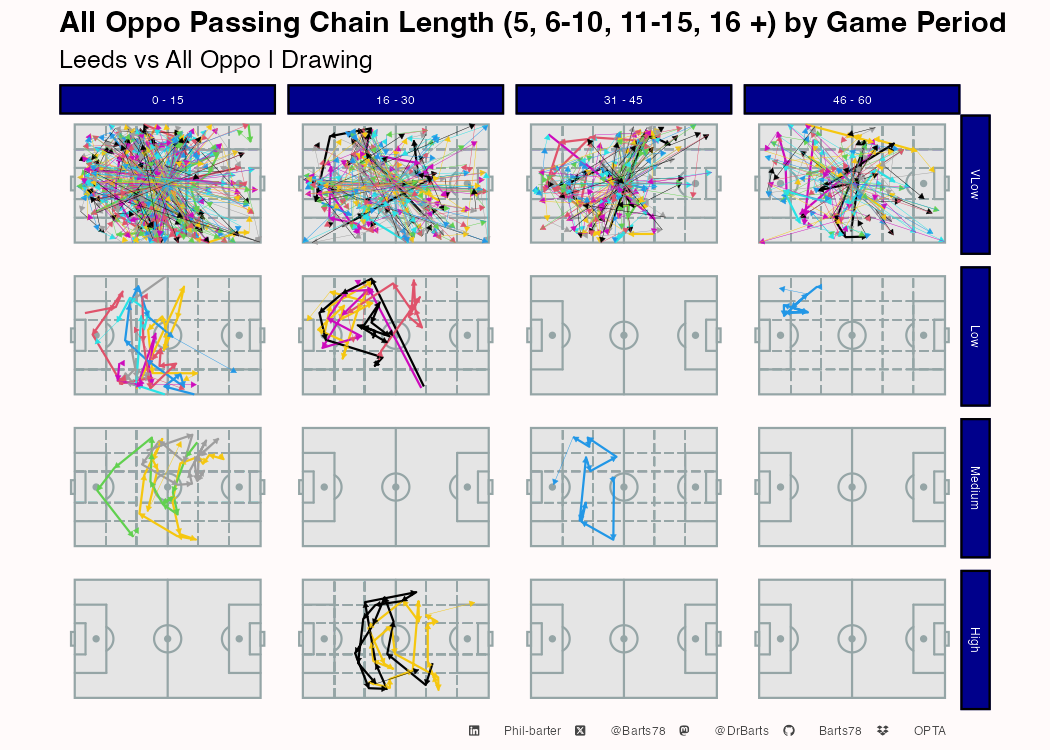 All Oppo Passing Chain Length (5, 6-10, 11-15, 16 +) by Game Period
Leeds vs All Oppo | Drawing
0 - 15
16 - 30
31 - 45
46 - 60
VLow
Low
Medium
High
Phil-barter @Barts78 @DrBarts Barts78 OPTA